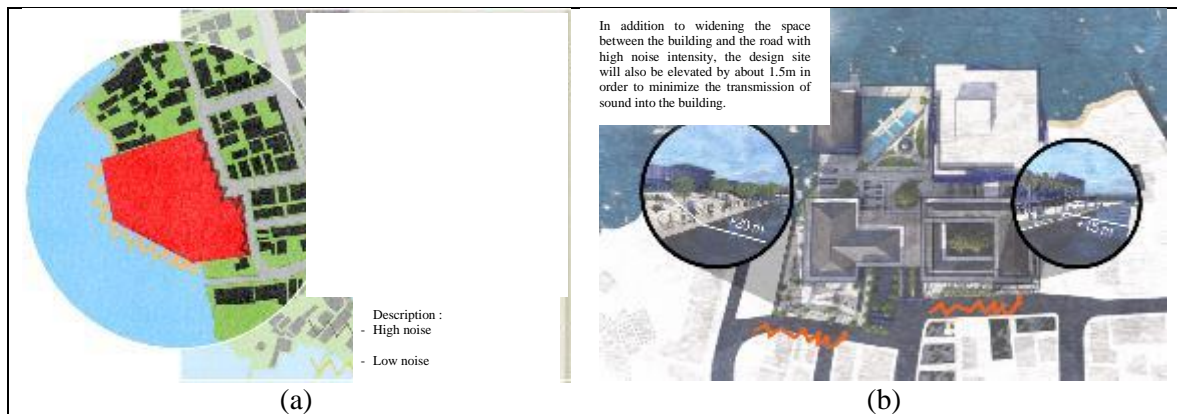 In addition to widening the space
between the building and the road with
high noise intensity, the design site
will also be elevated by about 1.5m in
order to minimize the transmission of
sound into the building.
Description :
- High noise
- Low noise
(a)
(b)